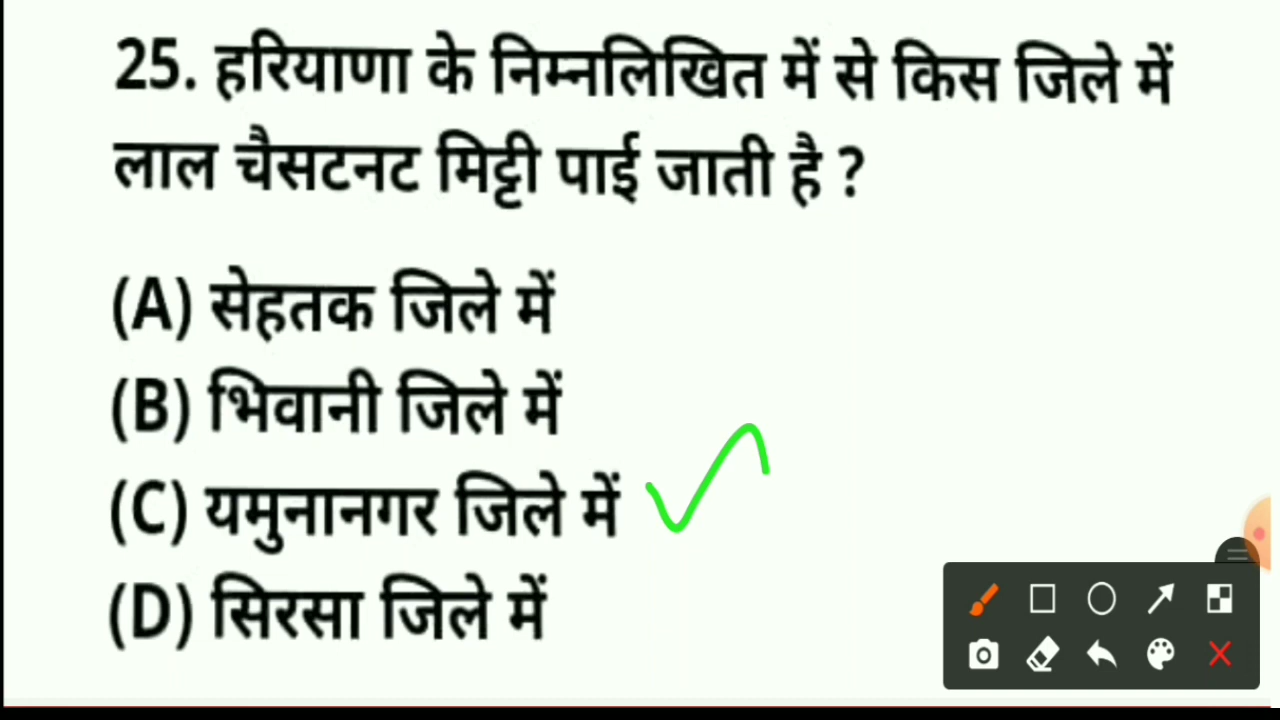 25. हरियाणा के निम्नलिखित में से किस जिले में
लाल चैसटनट मिट्टी पाई जाती है ?
(A) सेहतक जिले में
(B) भिवानी जिले में
(C) यमुनानगर जिले में
(D) सिरसा जिले में